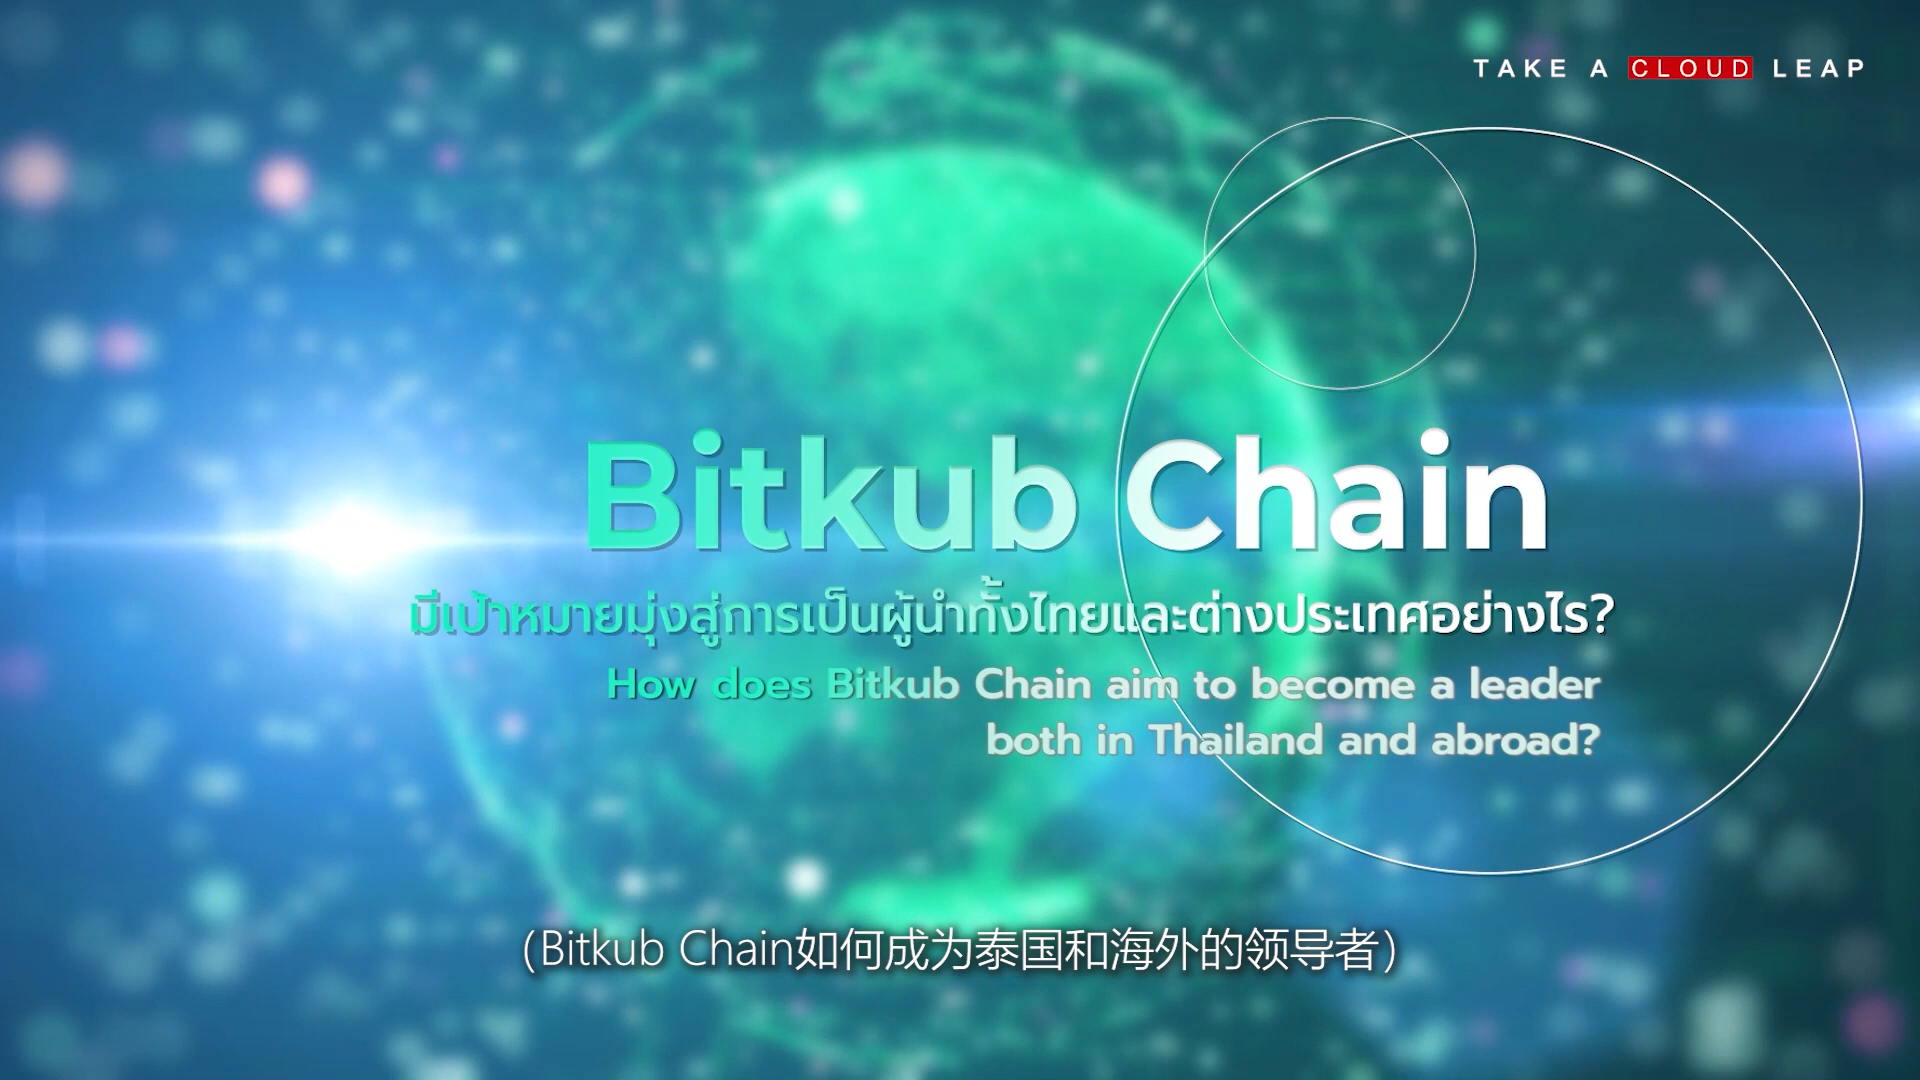 TAKE A CLOUD LEAP
Bitkub Chain
มีเป้าหมายมุ่งสู่การเป็นผู้นำทั้งไทยและต่างประเทศอย่างไร?
How does Bitkub Chain aim to become a leader
both in Thailand and abroad?
(Bitkub Chain如何成为泰国和海外的领导者)